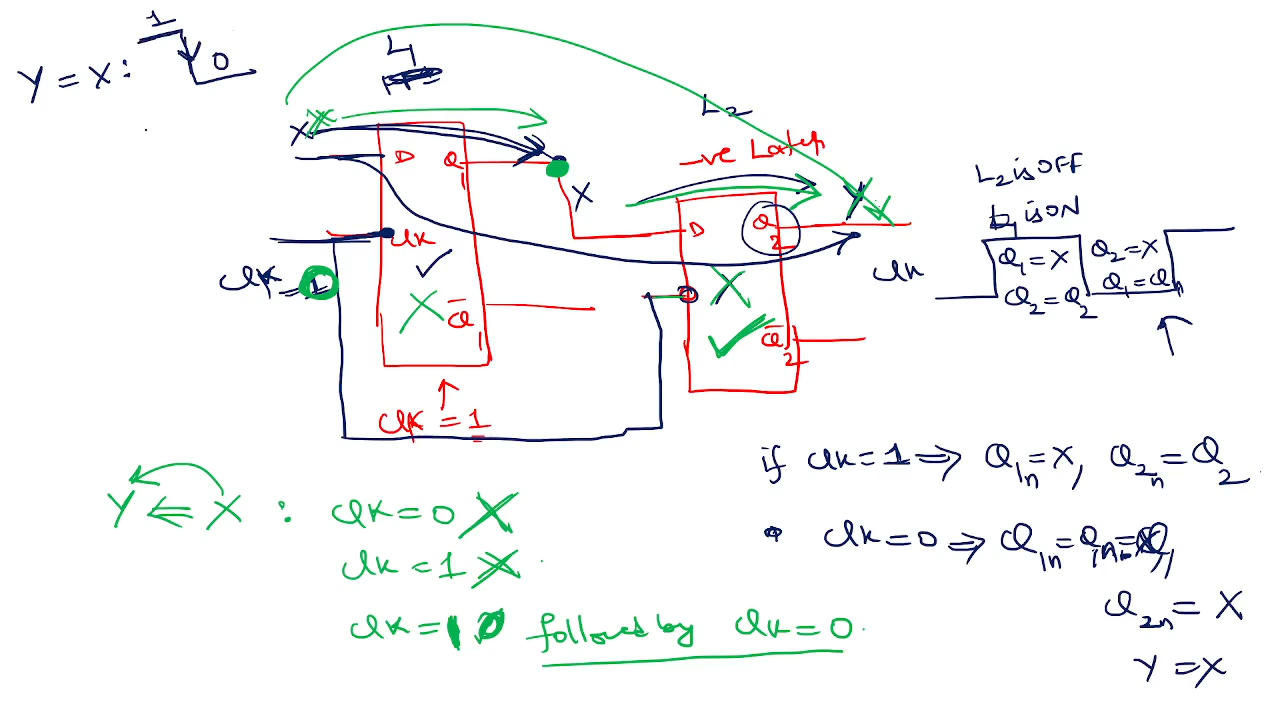 Y = X :
1
0
L1
X
D
Q1
X
clk
clk = 1
Q̅1
clk = 1
L2
-ve Latch
Y
D
Q2
Q̅2
clk
L2 is OFF
L1 is ON
Q1 = X
Q2 = Q2
Q2 = X
Q1 = Qn
if clk = 1 ⇒ Q1n = X, Q2n = Q2
clk = 0 ⇒ Q1n =
Q2n = X
Y = X
Y ⇐ X : clk = 0 X
clk = 1 X
clk = 1 followed by clk = 0.